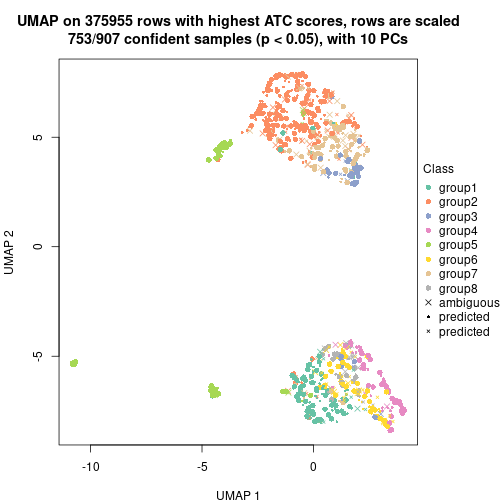 UMAP on 375955 rows with highest ATC scores, rows are scaled
753/907 confident samples (p < 0.05), with 10 PCs
UMAP 2
5
0
-5
-10
-5
0
UMAP 1
Class
group1
group2
group3
group4
group5
group6
group7
group8
ambiguous
predicted
predicted